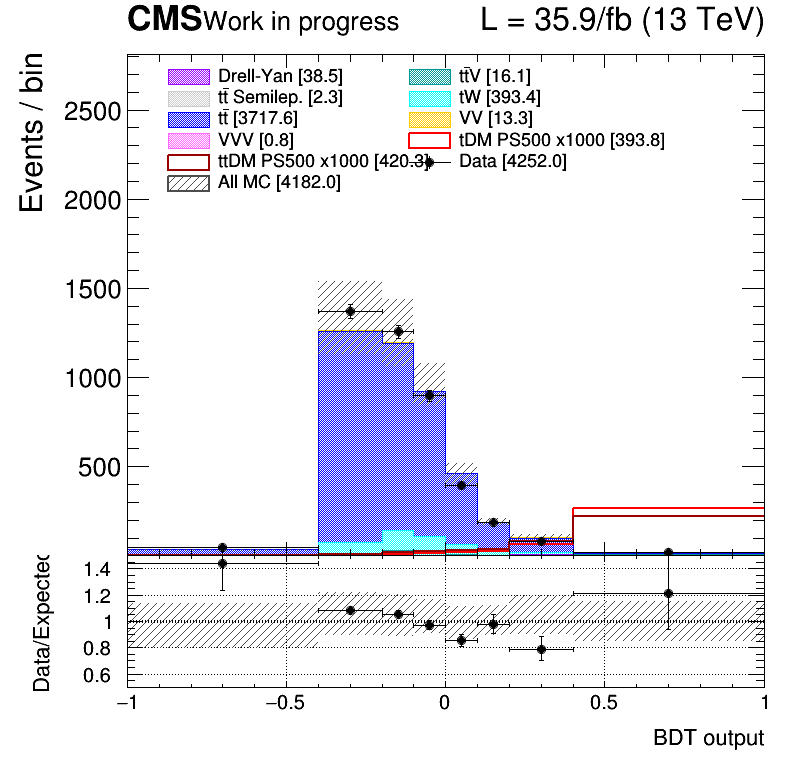 CMS Work in progress L = 35.9/fb (13 TeV)
Events / bin
Drell-Yan [38.5] tt̄V [16.1]
tt̄ Semilep. [2.3] tW [393.4]
tt̄ [3717.6] VV [13.3]
VVV [0.8] tDM PS500 x1000 [393.8]
ttDM PS500 x1000 [420.3] Data [4252.0]
All MC [4182.0]
2500
2000
1500
1000
500
Data/Expected
1.4
1.2
1
0.8
0.6
−1 −0.5 0 0.5 1
BDT output